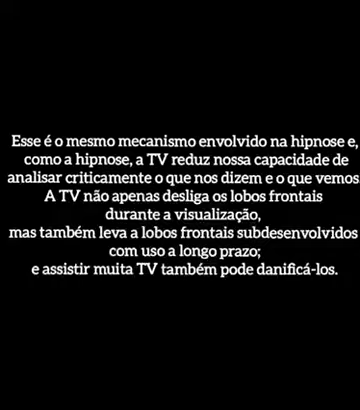 Esse é o mesmo mecanismo envolvido na hipnose e,
como a hipnose, a TV reduz nossa capacidade de
analisar criticamente o que nos dizem e o que vemos.
A TV não apenas desliga os lobos frontais
durante a visualização,
mas também leva a lobos frontais subdesenvolvidos
com uso a longo prazo;
e assistir muita TV também pode danificá-los.